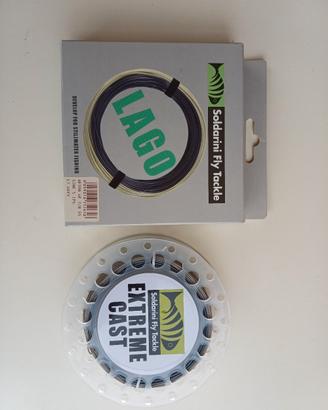 Soldarini Fly Tackle
LAGO
DEVELOP FOR STILLWATER FISHING
Soldarini Fly Tackle
EXTREME
CAST